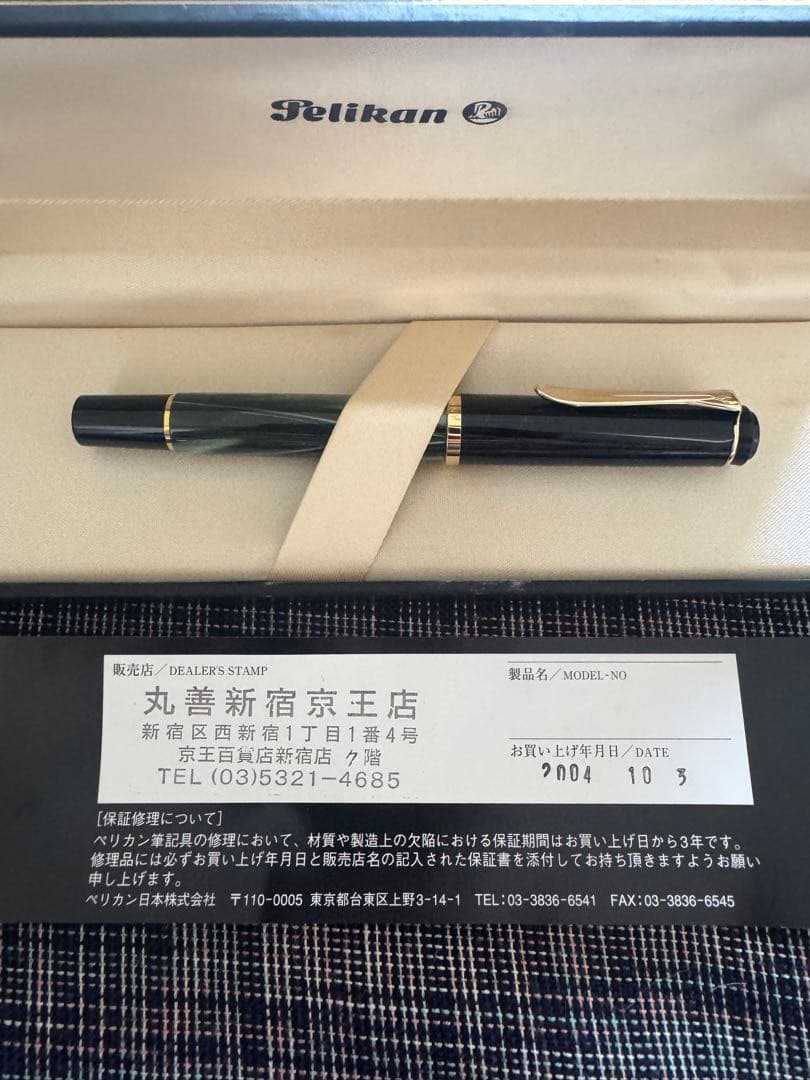 Pelikan
販売店／DEALER'S STAMP
丸善新宿京王店
新宿区西新宿1丁目1番4号
京王百貨店新宿店 7階
TEL (03)5321-4685
製品名／MODEL-NO
お買い上げ年月日／DATE
2004 10
[保証修理について]
ペリカン筆記具の修理において、材質や製造上の欠陥における保証期間はお買い上げ日から3年です。
修理品には必ずお買い上げ年月日と販売店名の記入された保証書を添付してお持ち頂きますようお願い
申し上げます。
ペリカン日本株式会社 〒110-0005 東京都台東区上野3-14-1 TEL:03-3836-6541 FAX:03-3836-6545